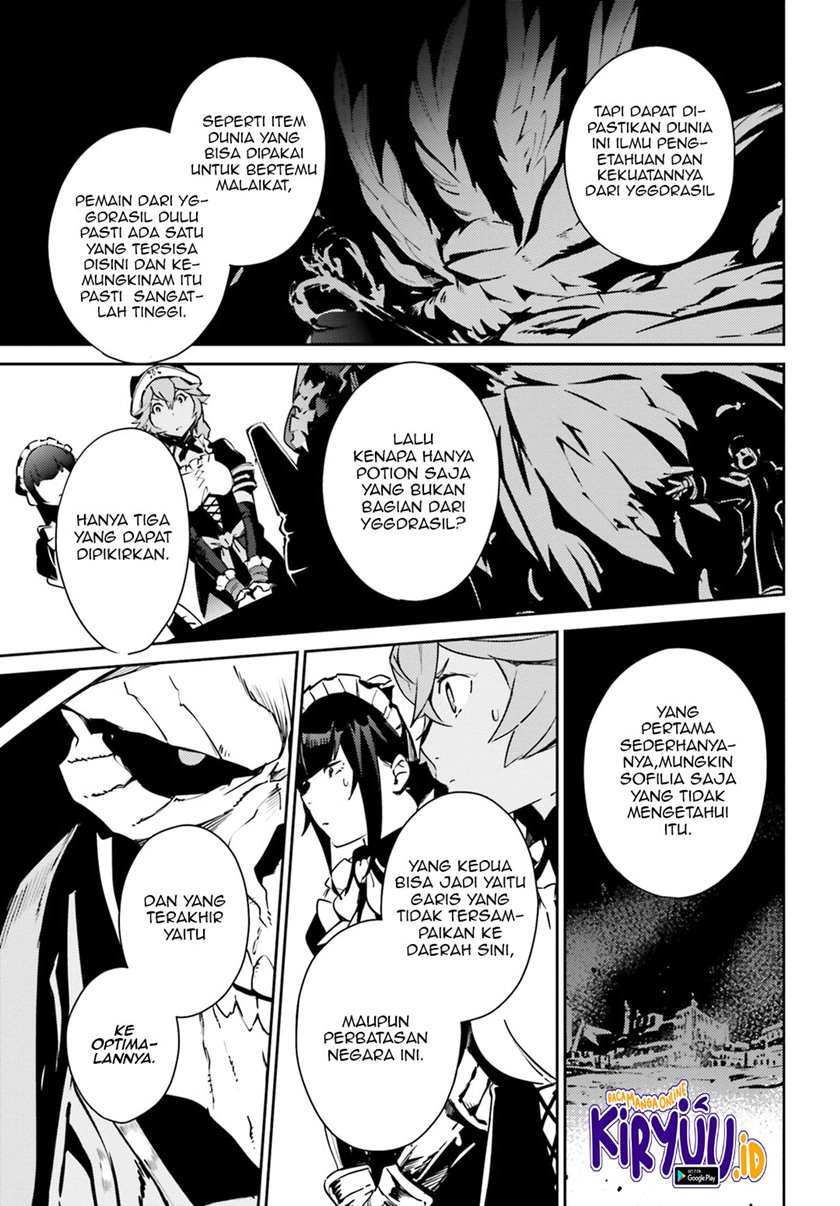 TAPI DAPAT DI-
PASTIKAN DUNIA
INI ILMU PENG-
ETAHUAN DAN
KEKUATANNYA
DARI YGGDRASIL
SEPERTI ITEM
DUNIA YANG
BISA DIPAKAI
UNTUK BERTEMU
MALAIKAT,
PEMAIN DARI YG-
GDRASIL DULU
PASTI ADA SATU
YANG TERSISA
DISINI DAN KE-
MUNGKINAM ITU
PASTI SANGAT-
LAH TINGGI.
LALU
KENAPA HANYA
POTION SAJA
YANG BUKAN
BAGIAN DARI
YGGDRASIL?
HANYA TIGA
YANG DAPAT
DIPIKIRKAN.
YANG
PERTAMA
SEDERHANYA-
NYA,MUNGKIN
SOFILIA SAJA
YANG TIDAK
MENGETAHUI
ITU.
YANG KEDUA
BISA JADI YAITU
GARIS YANG
TIDAK TERSAM-
PAIKAN KE
DAERAH SINI,
MAUPUN
PERBATASAN
NEGARA INI.
DAN YANG
TERAKHIR
YAITU
KE
OPTIMA-
LANNYA.
BACA MANGA ONLINE
KIRYUU.ID
GET IT ON
Google Play